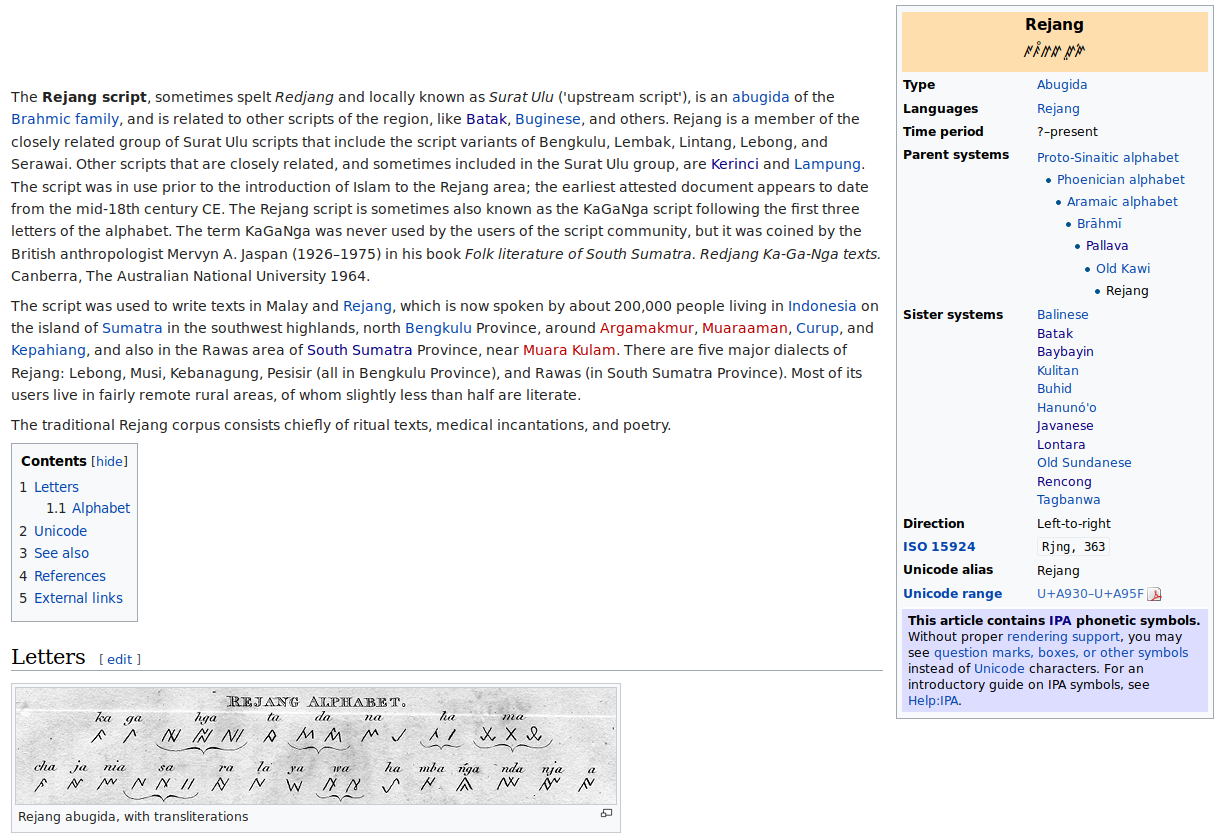 The Rejang script, sometimes spelt Redjang and locally known as Surat Ulu ('upstream script'), is an abugida of the
Brahmic family, and is related to other scripts of the region, like Batak, Buginese, and others. Rejang is a member of the
closely related group of Surat Ulu scripts that include the script variants of Bengkulu, Lembak, Lintang, Lebong, and
Serawai. Other scripts that are closely related, and sometimes included in the Surat Ulu group, are Kerinci and Lampung.
The script was in use prior to the introduction of Islam to the Rejang area; the earliest attested document appears to date
from the mid-18th century CE. The Rejang script is sometimes also known as the KaGaNga script following the first three
letters of the alphabet. The term KaGaNga was never used by the users of the script community, but it was coined by the
British anthropologist Mervyn A. Jaspan (1926–1975) in his book Folk literature of South Sumatra. Redjang Ka-Ga-Nga texts.
Canberra, The Australian National University 1964.
The script was used to write texts in Malay and Rejang, which is now spoken by about 200,000 people living in Indonesia on
the island of Sumatra in the southwest highlands, north Bengkulu Province, around Argamakmur, Muaraaman, Curup, and
Kepahiang, and also in the Rawas area of South Sumatra Province, near Muara Kulam. There are five major dialects of
Rejang: Lebong, Musi, Kebanagung, Pesisir (all in Bengkulu Province), and Rawas (in South Sumatra Province). Most of its
users live in fairly remote rural areas, of whom slightly less than half are literate.
The traditional Rejang corpus consists chiefly of ritual texts, medical incantations, and poetry.
Contents [hide]
1 Letters
1.1 Alphabet
2 Unicode
3 See also
4 References
5 External links
Letters [ edit ]
REJANG ALPHABET.
ka ga hga ta da na ha ma
cha ja nia sa ra la ya wa ha mba ñga nda nja a
Rejang abugida, with transliterations
Rejang
Type Abugida
Languages Rejang
Time period ?–present
Parent systems Proto-Sinaitic alphabet
• Phoenician alphabet
• Aramaic alphabet
• Brāhmī
• Pallava
• Old Kawi
• Rejang
Sister systems Balinese
Batak
Baybayin
Kulitan
Buhid
Hanunó'o
Javanese
Lontara
Old Sundanese
Rencong
Tagbanwa
Direction Left-to-right
ISO 15924 Rjng, 363
Unicode alias Rejang
Unicode range U+A930–U+A95F
This article contains IPA phonetic symbols.
Without proper rendering support, you may
see question marks, boxes, or other symbols
instead of Unicode characters. For an
introductory guide on IPA symbols, see
Help:IPA.